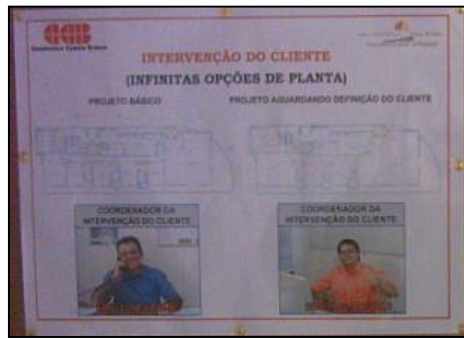 INTERVENÇÃO DO CLIENTE
(INFINITAS OPÇÕES DE PLANTA)
PROJETO BÁSICO
PROJETO AGUARDANDO DEFINIÇÃO DO CLIENTE
COORDENADOR DA
INTERVENÇÃO DO CLIENTE
COORDENADOR DA
INTERVENÇÃO DO CLIENTE